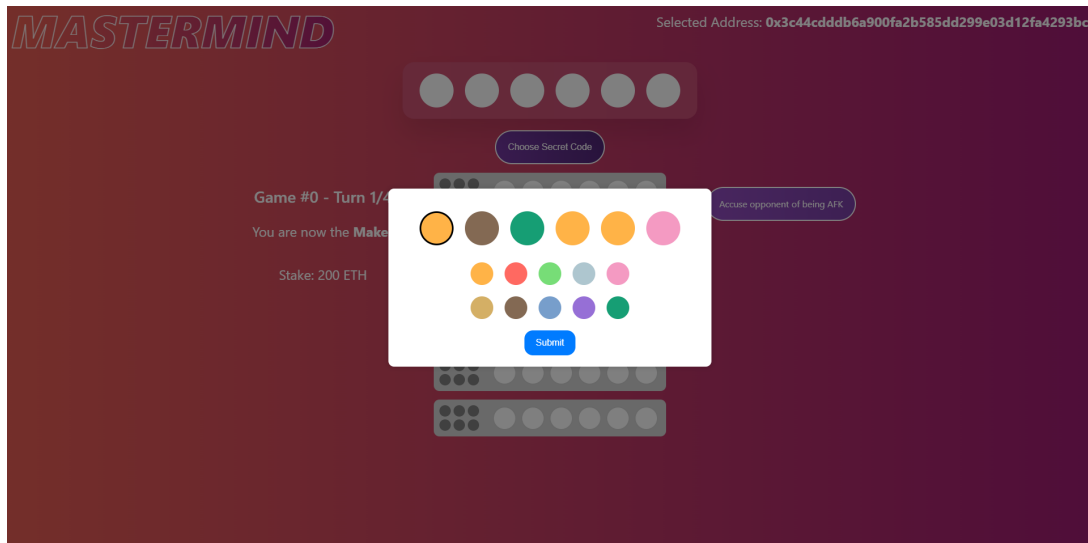 MASTERMIND
Selected Address: 0x3c44cdddb6a900fa2b585dd299e03d12fa4293bc
Choose Secret Code
Game #0 - Turn 1/4
Accuse opponent of being AFK
You are now the Make
Stake: 200 ETH
Submit